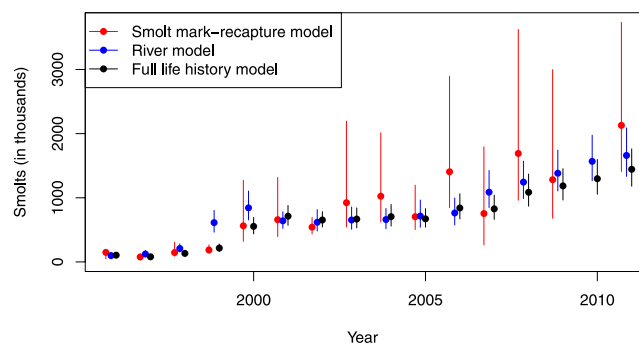 Smolt mark−recapture model
River model
Full life history model
Smolts (in thousands)
3000
2000
1000
0
2000
2005
2010
Year